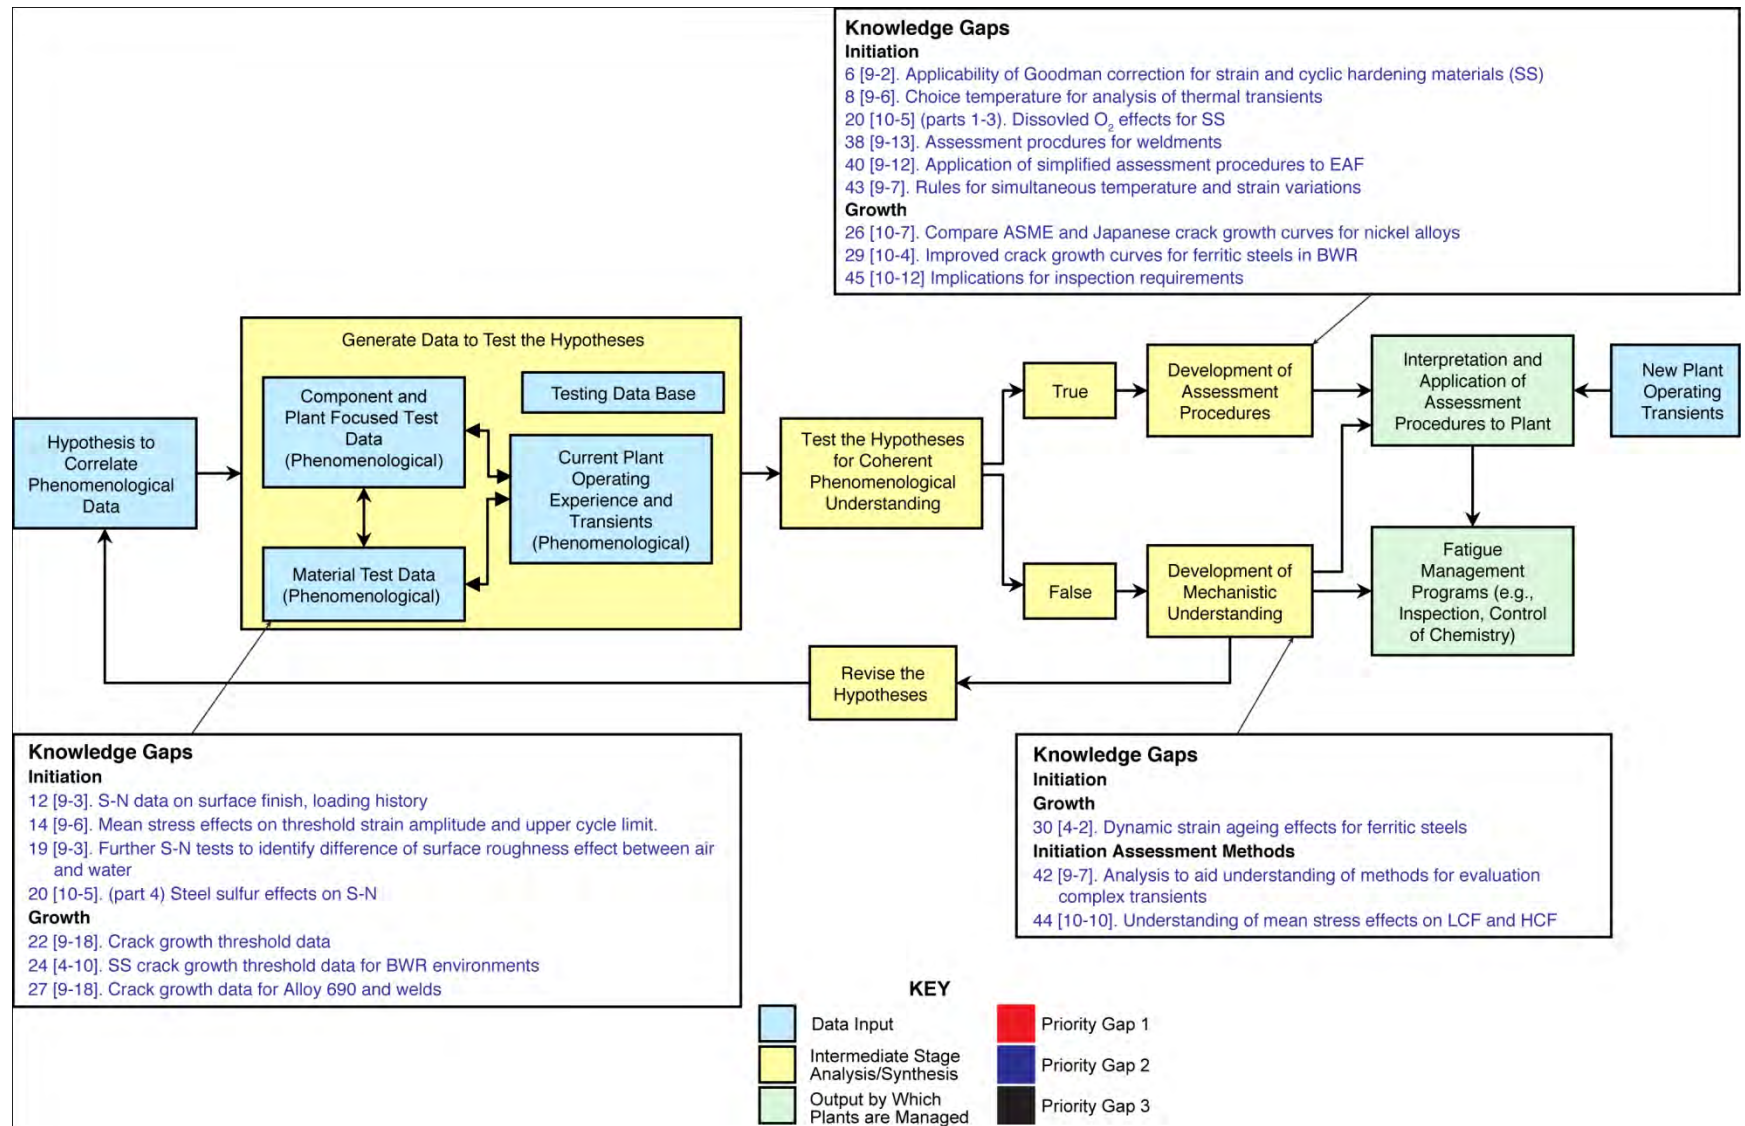 Knowledge Gaps
Initiation
6 [9-2]. Applicability of Goodman correction for strain and cyclic hardening materials (SS)
8 [9-6]. Choice temperature for analysis of thermal transients
20 [10-5] (parts 1-3). Dissovled O2 effects for SS
38 [9-13]. Assessment procdures for weldments
40 [9-12]. Application of simplified assessment procedures to EAF
43 [9-7]. Rules for simultaneous temperature and strain variations
Growth
26 [10-7]. Compare ASME and Japanese crack growth curves for nickel alloys
29 [10-4]. Improved crack growth curves for ferritic steels in BWR
45 [10-12] Implications for inspection requirements
Hypothesis to
Correlate
Phenomenological
Data
Generate Data to Test the Hypotheses
Component and
Plant Focused Test
Data
(Phenomenological)
Testing Data Base
Current Plant
Operating
Experience and
Transients
(Phenomenological)
Material Test Data
(Phenomenological)
Test the Hypotheses
for Coherent
Phenomenological
Understanding
True
False
Development of
Assessment
Procedures
Development of
Mechanistic
Understanding
Interpretation and
Application of
Assessment
Procedures to Plant
New Plant
Operating
Transients
Fatigue
Management
Programs (e.g.,
Inspection, Control
of Chemistry)
Revise the
Hypotheses
Knowledge Gaps
Initiation
12 [9-3]. S-N data on surface finish, loading history
14 [9-6]. Mean stress effects on threshold strain amplitude and upper cycle limit.
19 [9-3]. Further S-N tests to identify difference of surface roughness effect between air
and water
20 [10-5]. (part 4) Steel sulfur effects on S-N
Growth
22 [9-18]. Crack growth threshold data
24 [4-10]. SS crack growth threshold data for BWR environments
27 [9-18]. Crack growth data for Alloy 690 and welds
Knowledge Gaps
Initiation
Growth
30 [4-2]. Dynamic strain ageing effects for ferritic steels
Initiation Assessment Methods
42 [9-7]. Analysis to aid understanding of methods for evaluation
complex transients
44 [10-10]. Understanding of mean stress effects on LCF and HCF
KEY
Data Input
Intermediate Stage
Analysis/Synthesis
Output by Which
Plants are Managed
Priority Gap 1
Priority Gap 2
Priority Gap 3